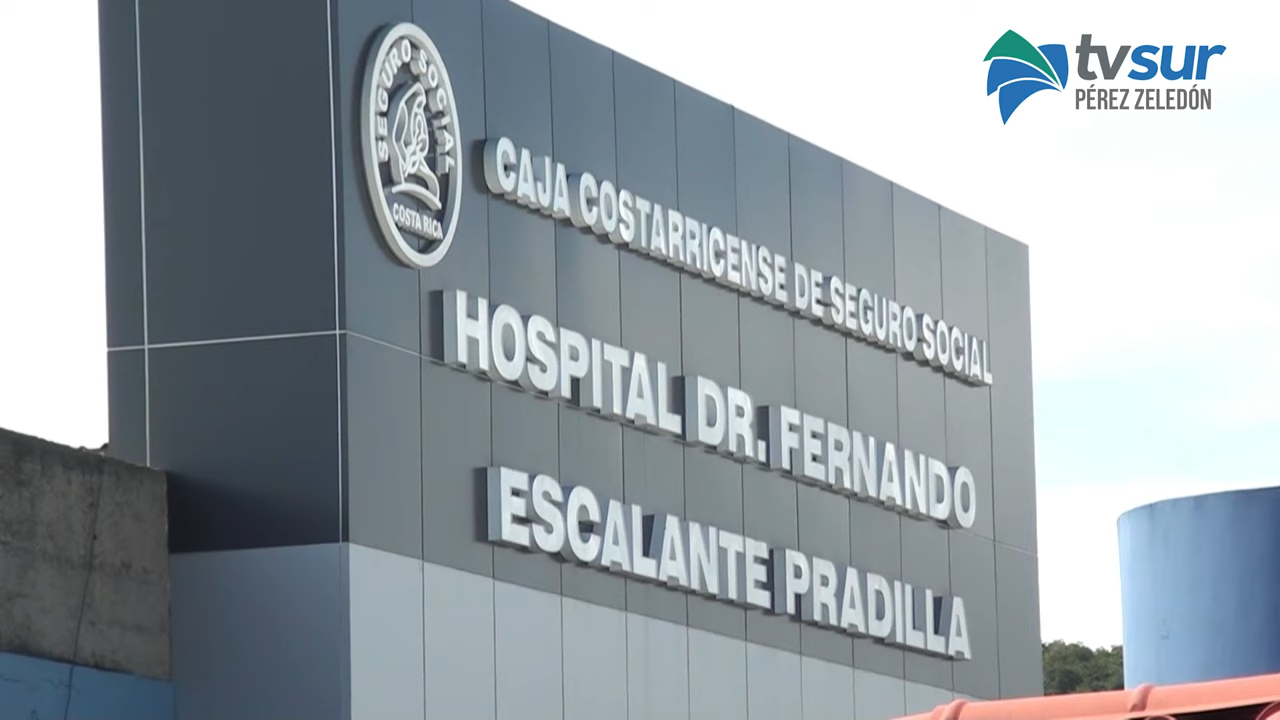 tvsur
PÉREZ ZELEDÓN
SEGURO SOCIAL
COSTA RICA
CAJA COSTARRICENSE DE SEGURO SOCIAL
HOSPITAL DR. FERNANDO
ESCALANTE PRADILLA